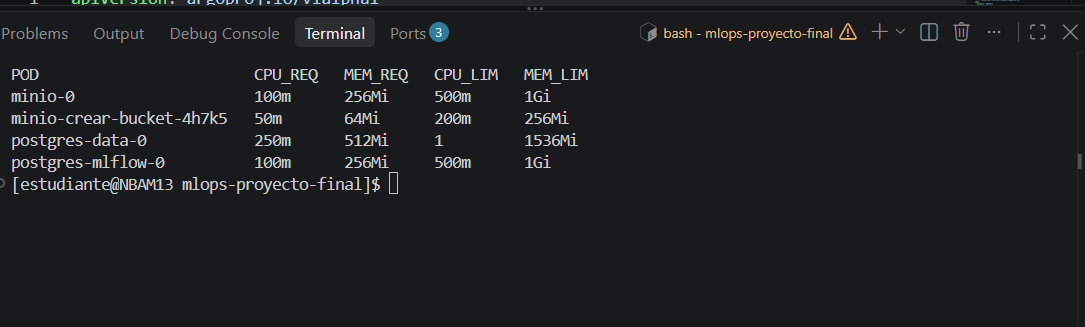 1 apiVersion: argoproj.io/v1alpha1
Problems Output Debug Console Terminal Ports 3 bash - mlops-proyecto-final
POD CPU_REQ MEM_REQ CPU_LIM MEM_LIM
minio-0 100m 256Mi 500m 1Gi
minio-crear-bucket-4h7k5 50m 64Mi 200m 256Mi
postgres-data-0 250m 512Mi 1 1536Mi
postgres-mlflow-0 100m 256Mi 500m 1Gi
[estudiante@NBAM13 mlops-proyecto-final]$